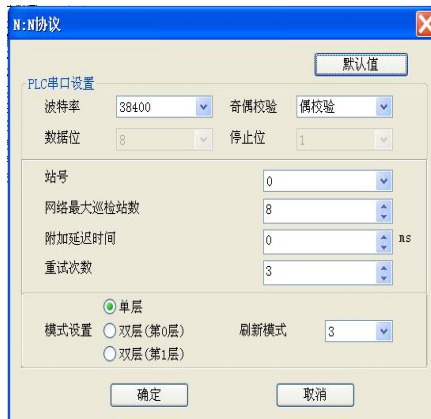 N:N协议
默认值
PLC串口设置
波特率 38400 奇偶校验 偶校验
数据位 8 停止位 1
站号 0
网络最大巡检站数 8
附加延迟时间 0 ms
重试次数 3
单层
模式设置 双层(第0层) 刷新模式 3
双层(第1层)
确定 取消